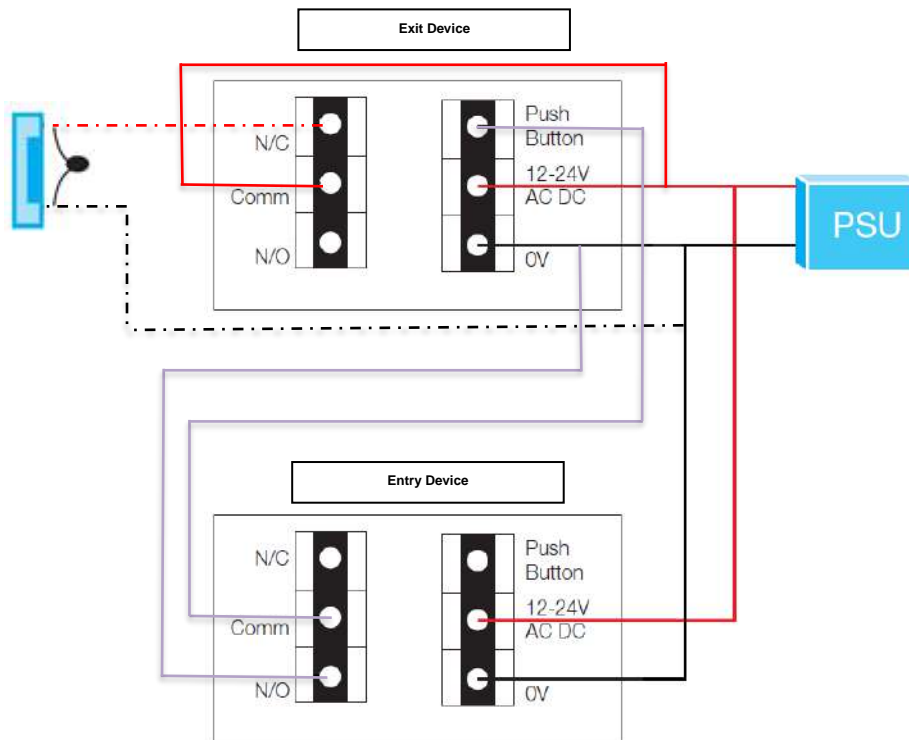 Exit Device
N/C
Comm
N/O
Push
Button
12-24V
AC DC
0V
PSU
Entry Device
N/C
Comm
N/O
Push
Button
12-24V
AC DC
0V